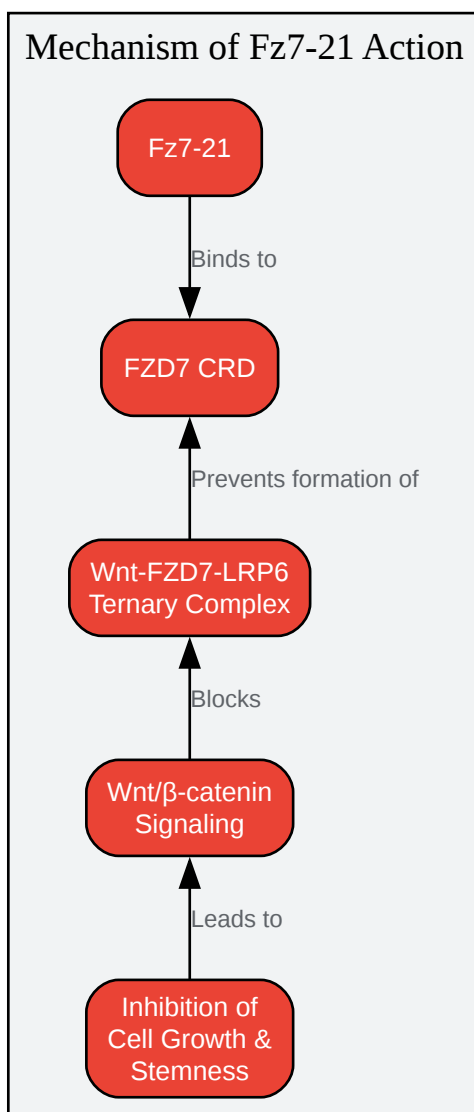 Mechanism of Fz7-21 Action
Fz7-21
Binds to
FZD7 CRD
Prevents formation of
Wnt-FZD7-LRP6
Ternary Complex
Blocks
Wnt/β-catenin
Signaling
Leads to
Inhibition of
Cell Growth &
Stemness